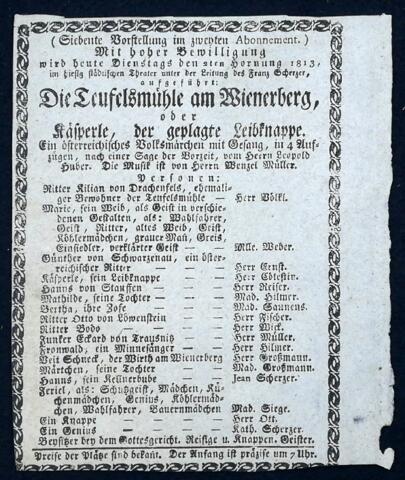 ( Siebente Vorstellung im zweyten Abonnement. )
Mit hoher Bewilligung
wird heute Dienstags den 2ten Hornung 1813,
im hiesig städtischen Theater unter der Leitung des Franz Scherzer,
aufgeführt:
Die Teufelsmühle am Wienerberg,
oder
Käsperle, der geplagte Leibknappe.
Ein österreichisches Volksmärchen mit Gesang, in 4 Auf-
zügen, nach einer Sage der Vorzeit, vom Herrn Leopold
Huber. Die Musik ist von Herrn Wenzel Müller.
Personen:
Ritter Kilian von Drachenfels, ehemali-
ger Bewohner der Teufelsmühle — Herr Völkl.
Marie, sein Weib, als Geist in verschie-
denen Gestalten, als: Wahlfahrer,
Geist, Ritter, altes Weib, Geist,
Köhlermädchen, grauer Mann, Greis,
Einsiedler, verklärter Geist — — Mlle. Weber.
Günther von Schwarzenau, ein öster-
reichischer Ritter — — — Herr Ernst.
Käsperle, sein Leibknappe — — — Herr Cölestin.
Hanns von Stauffen — — — Herr Reiser.
Mathilde, seine Tochter — — — Mad. Hilmer.
Bertha, ihre Zofe — — — Mad. Saunens.
Ritter Otto von Löwenstein — — Herr Fischer.
Ritter Bodo — — — — Herr Wick.
Junker Eckard von Trausnitz — — Herr Müller.
Fronwald, ein Minnesänger — — Herr Hilmer.
Veit Schneck, der Wirth am Wienerberg Herr Großmann.
Märtchen, seine Tochter — — — Mad. Großmann.
Hanns, sein Kellnerbube — — — Jean Scherzer.
Feriel, als: Schutzgeist, Mädchen, Kü-
chenmädchen, Genius, Köhlermäd-
chen, Wahlfahrer, Bauernmädchen Mad. Siege.
Ein Knappe — — — — Herr Ott.
Ein Genius — — — — Kath. Scherzer.
Beysitzer bey dem Gottesgericht. Reisige u. Knappen. Geister.
Preise der Plätze sind bekañt. Der Anfang ist präzise um 7 Uhr.